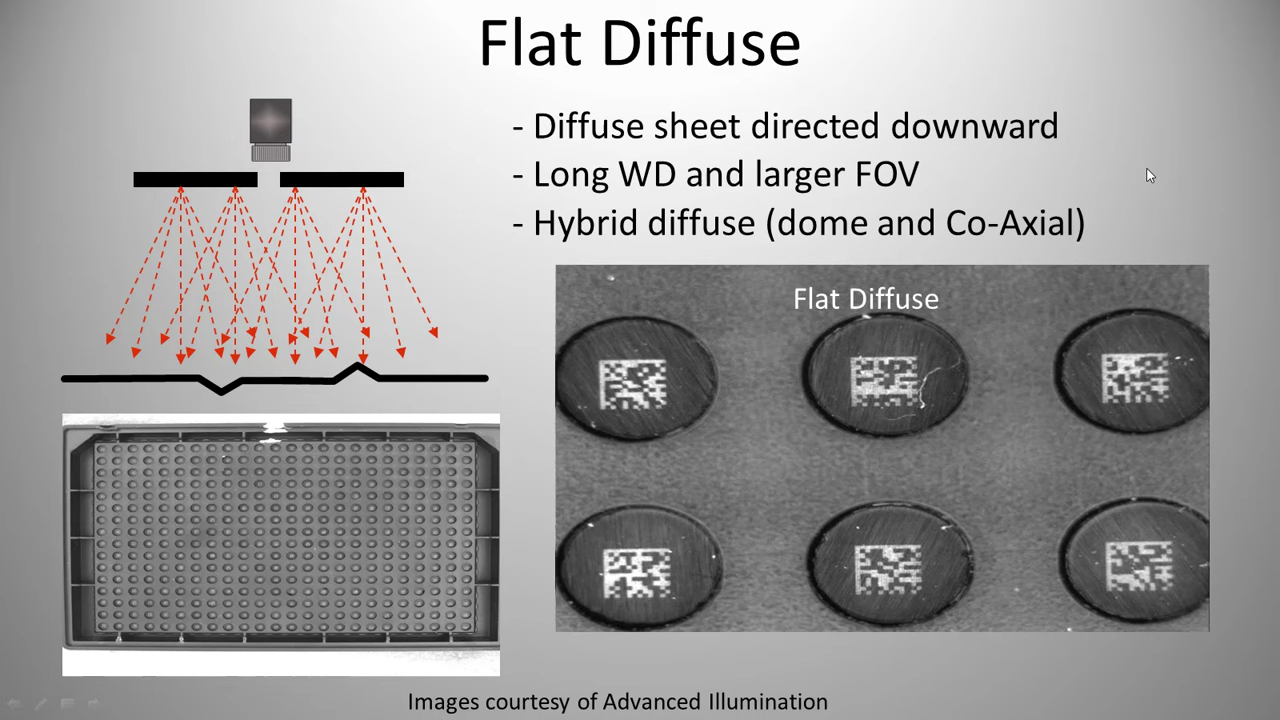 Flat Diffuse
- Diffuse sheet directed downward
- Long WD and larger FOV
- Hybrid diffuse (dome and Co-Axial)
Flat Diffuse
Images courtesy of Advanced Illumination